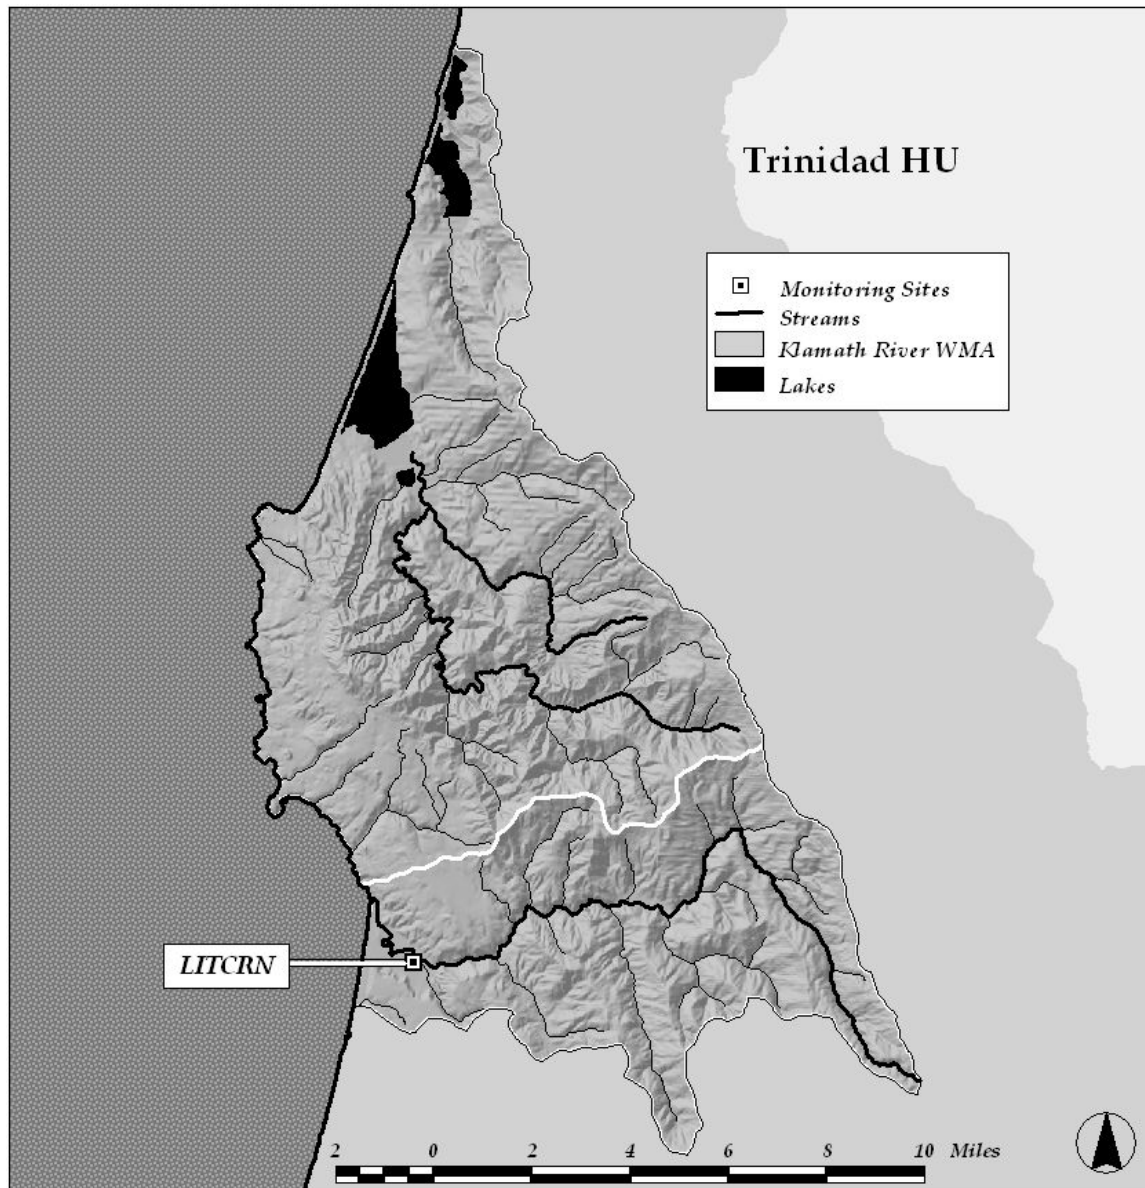 Trinidad HU
Monitoring Sites
Streams
Klamath River WMA
Lakes
LITCRN
2 0 2 4 6 8 10 Miles